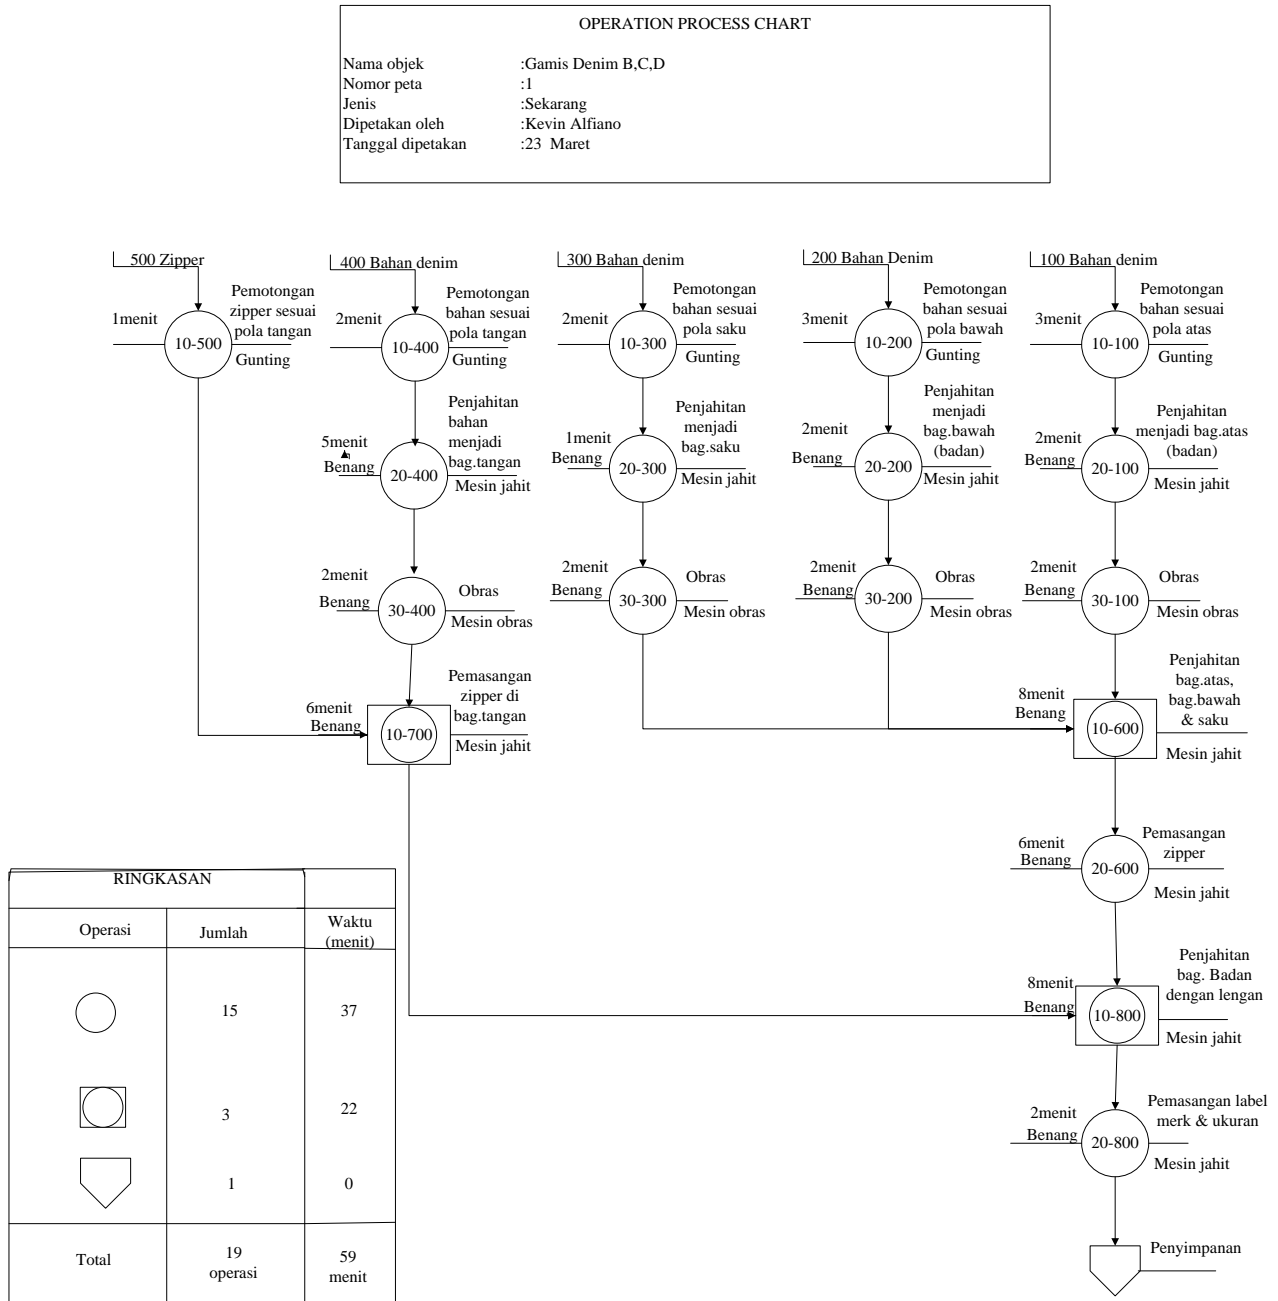 OPERATION PROCESS CHART
Nama objek :Gamis Denim B,C,D
Nomor peta :1
Jenis :Sekarang
Dipetakan oleh :Kevin Alfiano
Tanggal dipetakan :23 Maret
500 Zipper
1menit
10-500
Pemotongan
zipper sesuai
pola tangan
Gunting
400 Bahan denim
2menit
10-400
Pemotongan
bahan sesuai
pola tangan
Gunting
5menit
Benang
20-400
Penjahitan
bahan
menjadi
bag.tangan
Mesin jahit
2menit
Benang
30-400
Obras
Mesin obras
6menit
Benang
10-700
Pemasangan
zipper di
bag.tangan
Mesin jahit
300 Bahan denim
2menit
10-300
Pemotongan
bahan sesuai
pola saku
Gunting
1menit
Benang
20-300
Penjahitan
menjadi
bag.saku
Mesin jahit
2menit
Benang
30-300
Obras
Mesin obras
200 Bahan Denim
3menit
10-200
Pemotongan
bahan sesuai
pola bawah
Gunting
2menit
Benang
20-200
Penjahitan
menjadi
bag.bawah
(badan)
Mesin jahit
2menit
Benang
30-200
Obras
Mesin obras
100 Bahan denim
3menit
10-100
Pemotongan
bahan sesuai
pola atas
Gunting
2menit
Benang
20-100
Penjahitan
menjadi bag.atas
(badan)
Mesin jahit
2menit
Benang
30-100
Obras
Mesin obras
8menit
Benang
10-600
Penjahitan
bag.atas,
bag.bawah
& saku
Mesin jahit
6menit
Benang
20-600
Pemasangan
zipper
Mesin jahit
8menit
Benang
10-800
Penjahitan
bag. Badan
dengan lengan
Mesin jahit
2menit
Benang
20-800
Pemasangan label
merk & ukuran
Mesin jahit
Penyimpanan
RINGKASAN
Operasi Jumlah Waktu
(menit)
15 37
3 22
1 0
Total 19 59
operasi menit